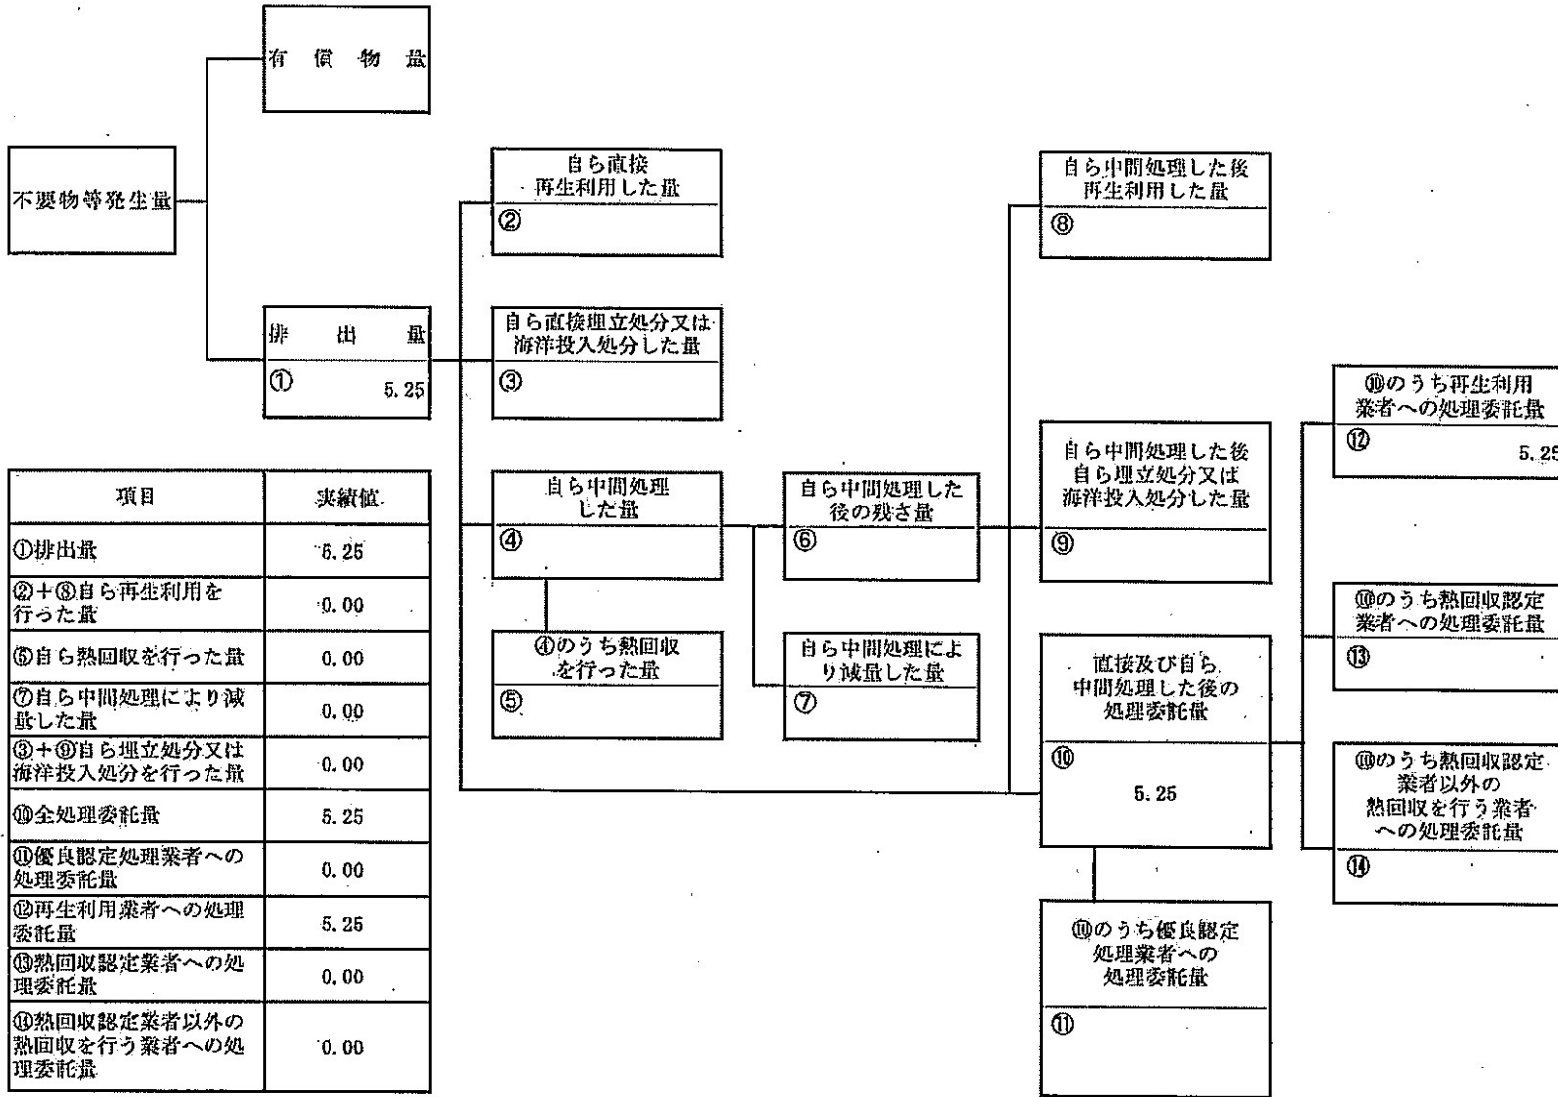 有償物量
不要物等発生量
排出量
① 5.25
自ら直接
再生利用した量
②
自ら直接埋立処分又は
海洋投入処分した量
③
自ら中間処理
した量
④
④のうち熱回収
を行った量
⑤
自ら中間処理した
後の残さ量
⑥
自ら中間処理によ
り減量した量
⑦
自ら中間処理した後
再生利用した量
⑧
自ら中間処理した後
自ら埋立処分又は
海洋投入処分した量
⑨
直接及び自ら
中間処理した後の
処理委託量
⑩
5.25
⑩のうち優良認定
処理業者への
処理委託量
⑪
⑩のうち再生利用
業者への処理委託量
⑫ 5.25
⑩のうち熱回収認定
業者への処理委託量
⑬
⑩のうち熱回収認定
業者以外の
熱回収を行う業者
への処理委託量
⑭
項目 実績値
①排出量 5.25
②+⑧自ら再生利用を
行った量 0.00
⑤自ら熱回収を行った量 0.00
⑦自ら中間処理により減
量した量 0.00
③+⑨自ら埋立処分又は
海洋投入処分を行った量 0.00
⑩全処理委託量 5.25
⑪優良認定処理業者への
処理委託量 0.00
⑫再生利用業者への処理
委託量 5.25
⑬熱回収認定業者への処
理委託量 0.00
⑭熱回収認定業者以外の
熱回収を行う業者への処
理委託量 0.00